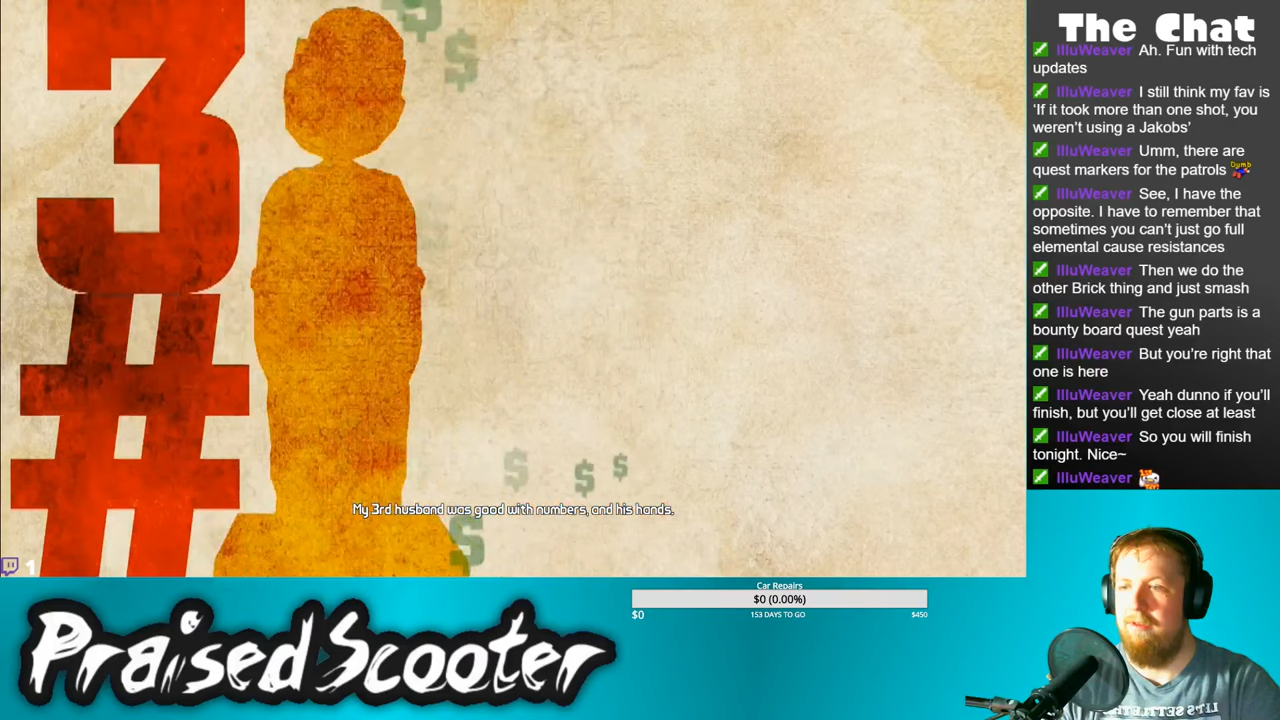 3
#
$
$
$ $ $
My 3rd husband was good with numbers, and his hands.
$
1
The Chat
IlluWeaver Ah. Fun with tech
updates
IlluWeaver I still think my fav is
‘If it took more than one shot, you
weren’t using a Jakobs’
IlluWeaver Umm, there are
quest markers for the patrols Dumb
IlluWeaver See, I have the
opposite. I have to remember that
sometimes you can’t just go full
elemental cause resistances
IlluWeaver Then we do the
other Brick thing and just smash
IlluWeaver The gun parts is a
bounty board quest yeah
IlluWeaver But you’re right that
one is here
IlluWeaver Yeah dunno if you’ll
finish, but you’ll get close at least
IlluWeaver So you will finish
tonight. Nice~
IlluWeaver
PraisedScooter
Car Repairs
$0 (0.00%)
$0 153 DAYS TO GO $450
LET'S SETTLE